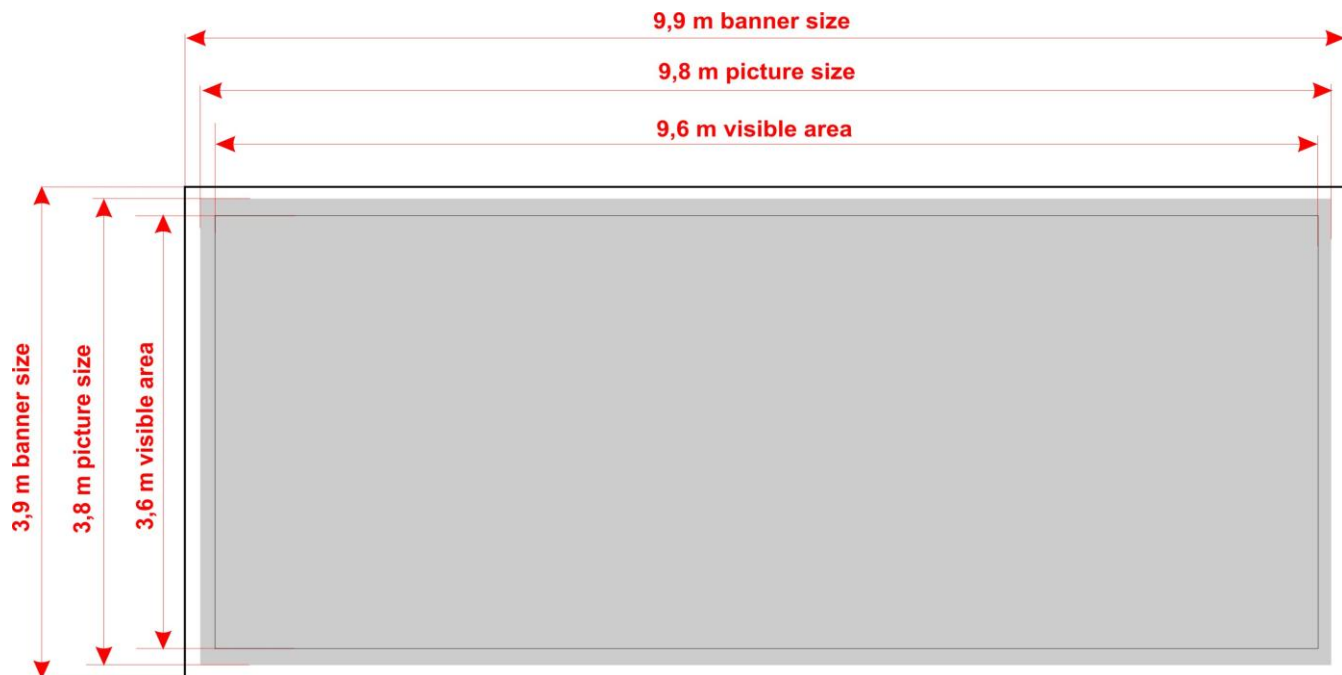 9,9 m banner size
9,8 m picture size
9,6 m visible area
3,9 m banner size
3,8 m picture size
3,6 m visible area